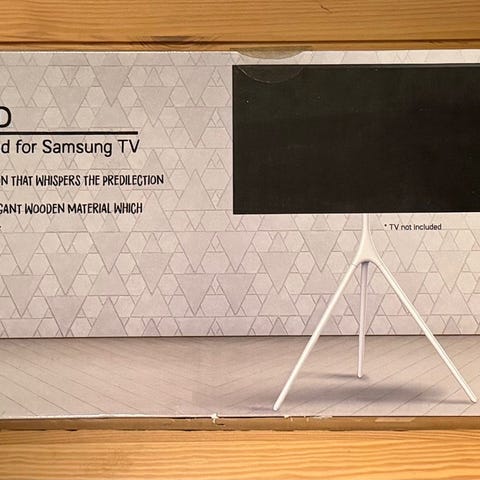 D
d for Samsung TV
N THAT WHISPERS THE PREDILECTION
GANT WOODEN MATERIAL WHICH
* TV not included